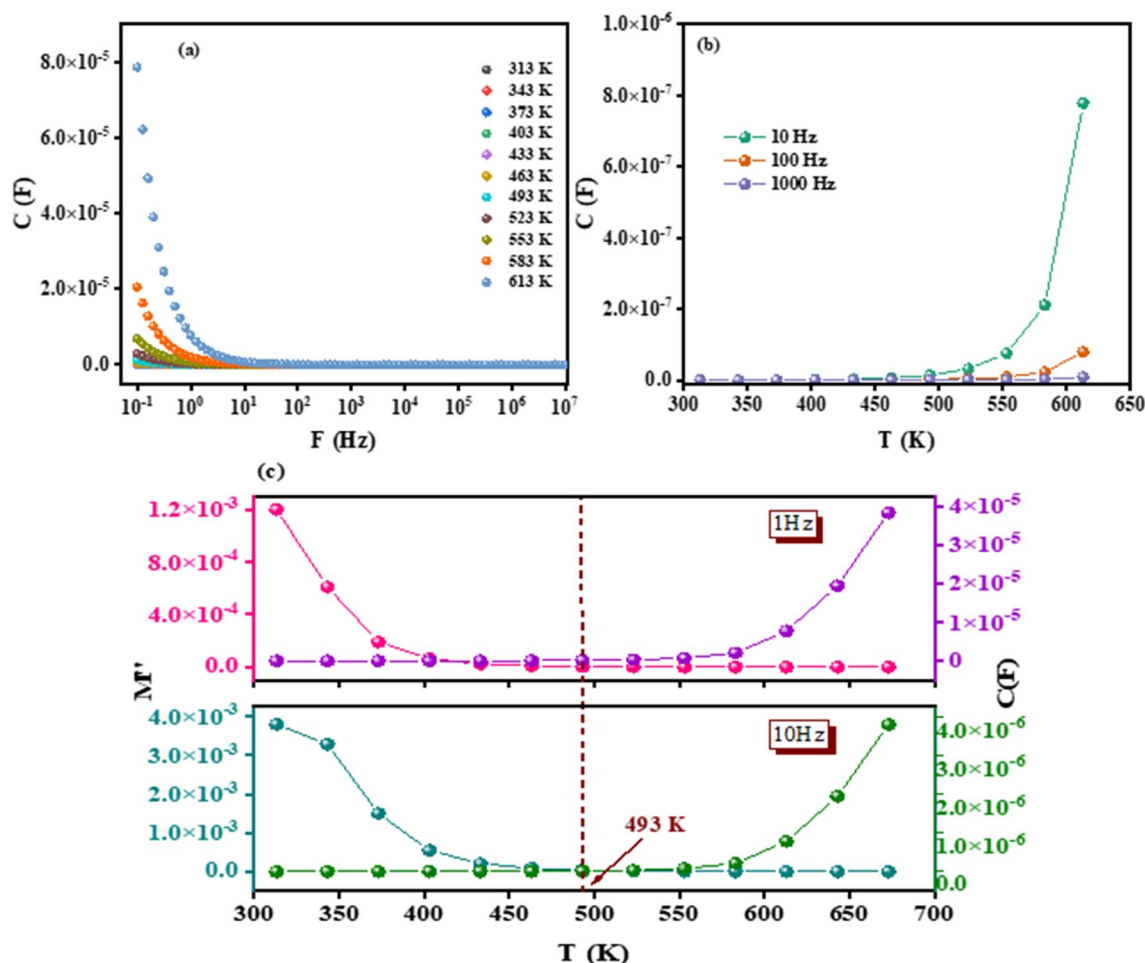 (a)
C (F)
8.0×10⁻⁵
6.0×10⁻⁵
4.0×10⁻⁵
2.0×10⁻⁵
0.0
313 K
343 K
373 K
403 K
433 K
463 K
493 K
523 K
553 K
583 K
613 K
10⁻¹ 10⁰ 10¹ 10² 10³ 10⁴ 10⁵ 10⁶ 10⁷
F (Hz)
(b)
C (F)
1.0×10⁻⁶
8.0×10⁻⁷
6.0×10⁻⁷
4.0×10⁻⁷
2.0×10⁻⁷
0.0
10 Hz
100 Hz
1000 Hz
300 350 400 450 500 550 600 650
T (K)
(c)
M''
1.2×10⁻³
8.0×10⁻⁴
4.0×10⁻⁴
0.0
1Hz
4×10⁻⁵
3×10⁻⁵
2×10⁻⁵
1×10⁻⁵
0
C(F)
4.0×10⁻³
3.0×10⁻³
2.0×10⁻³
1.0×10⁻³
0.0
10Hz
493 K
4.0×10⁻⁶
3.0×10⁻⁶
2.0×10⁻⁶
1.0×10⁻⁶
0.0
300 350 400 450 500 550 600 650 700
T (K)